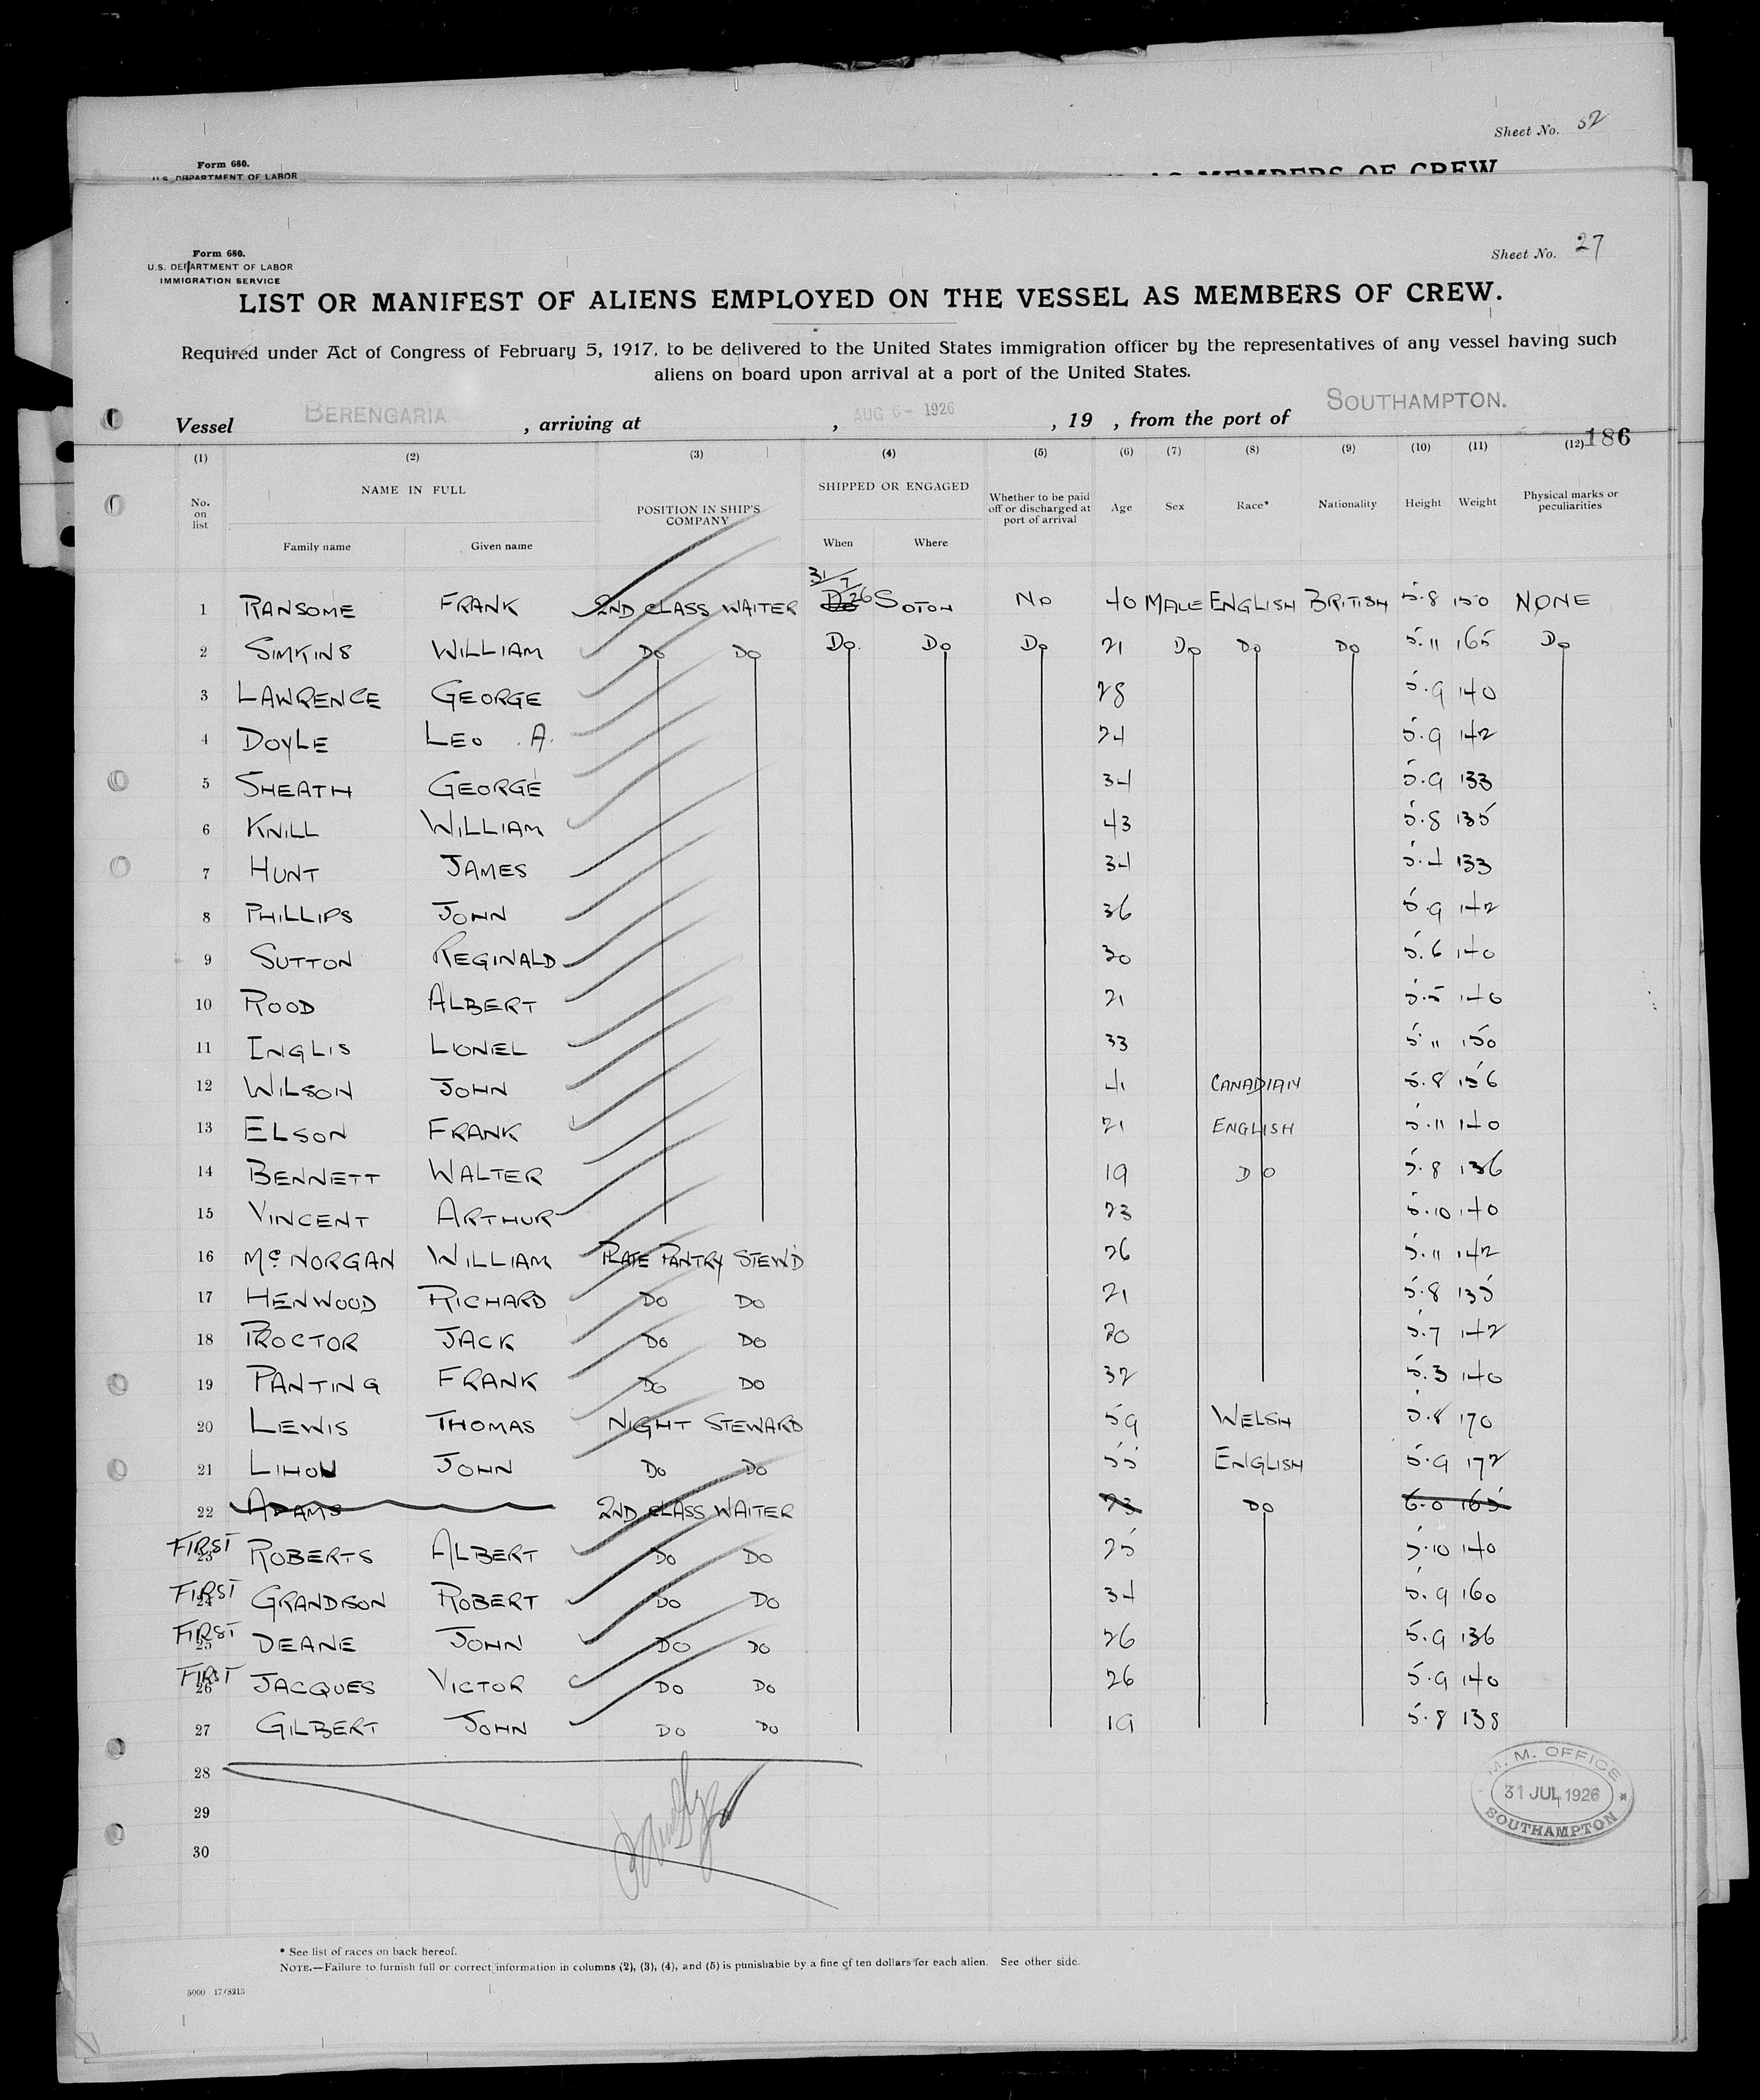 Sheet No. 52
Form 680.
U.S. DEPARTMENT OF LABOR
AS MEMBERS OF CREW
Sheet No. 27
Form 680.
U.S. DEPARTMENT OF LABOR
IMMIGRATION SERVICE
LIST OR MANIFEST OF ALIENS EMPLOYED ON THE VESSEL AS MEMBERS OF CREW.
Required under Act of Congress of February 5, 1917, to be delivered to the United States immigration officer by the representatives of any vessel having such
aliens on board upon arrival at a port of the United States.
Vessel BERENGARIA , arriving at , AUG 6- 1926 , 19 , from the port of SOUTHAMPTON.
186
(1) (2) (3) (4) (5) (6) (7) (8) (9) (10) (11) (12)
No. on list NAME IN FULL POSITION IN SHIP'S COMPANY SHIPPED OR ENGAGED Whether to be paid off or discharged at port of arrival Age Sex Race* Nationality Height Weight Physical marks or peculiarities
Family name Given name When Where
1 RANSOME FRANK 2ND CLASS WAITER 31/7 26 SOTON NO 40 MALE ENGLISH BRITISH 5.8 150 NONE
2 SIMKINS WILLIAM DO DO DO. DO DO 21 DO DO DO 5.11 165 DO
3 LAWRENCE GEORGE 28 5.9 140
4 DOYLE LEO . A. 24 5.9 142
5 SHEATH GEORGE 34 5.9 133
6 KNILL WILLIAM 43 5.8 135
7 HUNT JAMES 34 5.4 133
8 PHILLIPS JOHN 36 5.9 142
9 SUTTON REGINALD 30 5.6 140
10 ROOD ALBERT 21 5.5 140
11 INGLIS LIONEL 33 5.11 150
12 WILSON JOHN 41 CANADIAN 5.8 156
13 ELSON FRANK 21 ENGLISH 5.11 140
14 BENNETT WALTER 19 DO 5.8 136
15 VINCENT ARTHUR 23 5.10 140
16 McNORGAN WILLIAM PLATE PANTRY STEW'D 26 5.11 142
17 HENWOOD RICHARD DO DO 21 5.8 135
18 PROCTOR JACK DO DO 20 5.7 142
19 PANTING FRANK DO DO 32 5.3 140
20 LEWIS THOMAS NIGHT STEWARD 59 WELSH 5.8 170
21 LIHOU JOHN DO DO 55 ENGLISH 5.9 172
22 ADAMS 2ND CLASS WAITER 23 DO 6.0 165
FIRST 23 ROBERTS ALBERT DO DO 25 5.10 140
FIRST 24 GRANDISON ROBERT DO DO 34 5.9 160
FIRST 25 DEANE JOHN DO DO 26 5.9 136
FIRST 26 JACQUES VICTOR DO DO 26 5.9 140
27 GILBERT JOHN DO DO 19 5.8 138
28
29
30
M. M. OFFICE
31 JUL 1926
SOUTHAMPTON
* See list of races on back hereof.
NOTE.—Failure to furnish full or correct information in columns (2), (3), (4), and (5) is punishable by a fine of ten dollars for each alien. See other side.
5000 17/8213